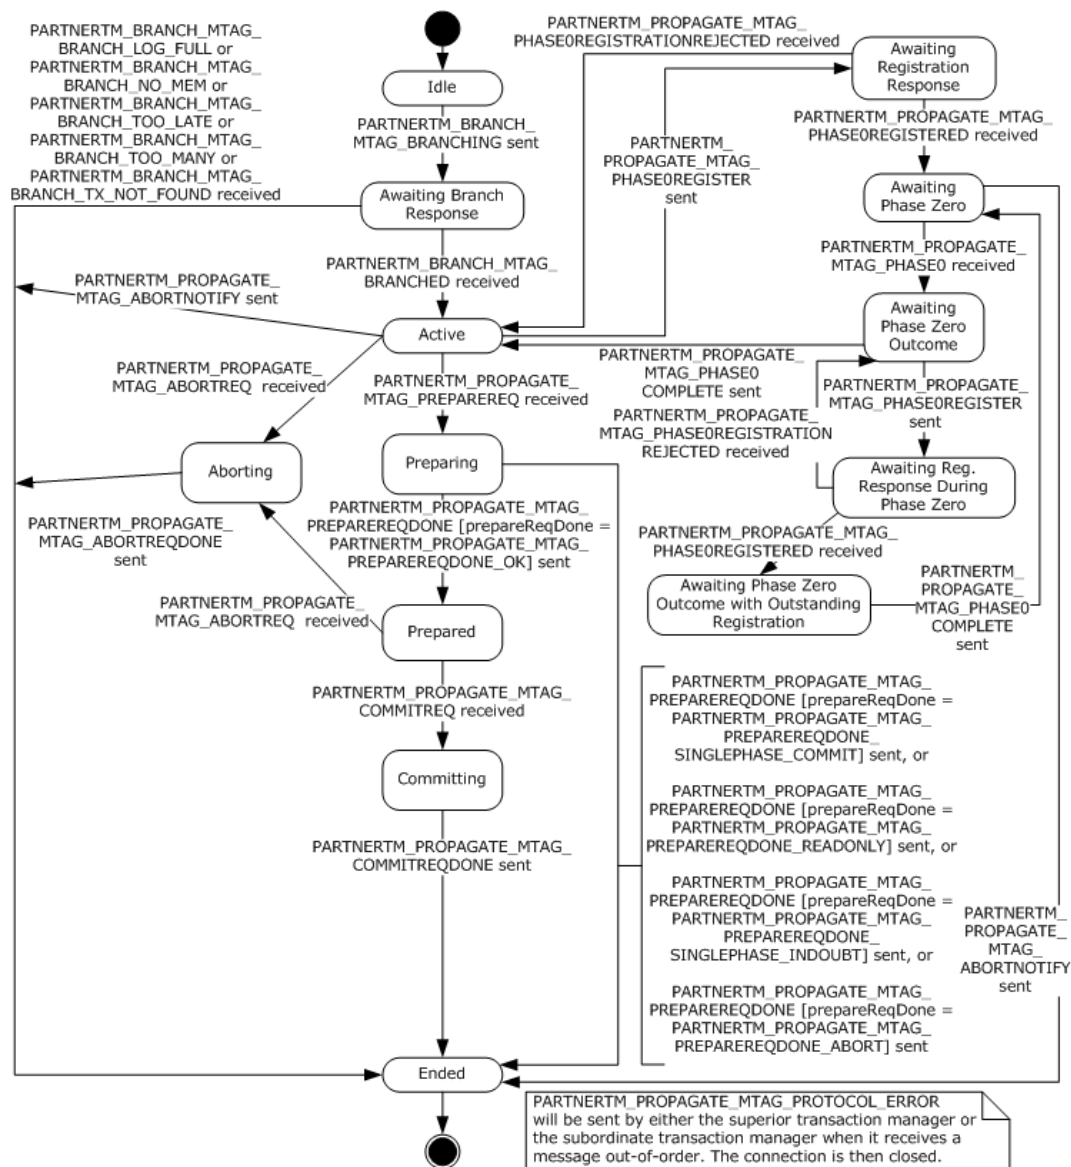 PARTNERTM_BRANCH_MTAG_
BRANCH_LOG_FULL or
PARTNERTM_BRANCH_MTAG_
BRANCH_NO_MEM or
PARTNERTM_BRANCH_MTAG_
BRANCH_TOO_LATE or
PARTNERTM_BRANCH_MTAG_
BRANCH_TOO_MANY or
PARTNERTM_BRANCH_MTAG_
BRANCH_TX_NOT_FOUND received
Idle
PARTNERTM_BRANCH_
MTAG_BRANCHING sent
Awaiting Branch
Response
PARTNERTM_BRANCH_MTAG_
BRANCHED received
PARTNERTM_PROPAGATE_
MTAG_ABORTNOTIFY sent
Active
PARTNERTM_PROPAGATE_
MTAG_ABORTREQ received
PARTNERTM_PROPAGATE_
MTAG_PREPAREREQ received
Aborting
Preparing
PARTNERTM_PROPAGATE_
MTAG_ABORTREQDONE
sent
PARTNERTM_PROPAGATE_MTAG_
PREPAREREQDONE [prepareReqDone =
PARTNERTM_PROPAGATE_MTAG_
PREPAREREQDONE_OK] sent
PARTNERTM_PROPAGATE_
MTAG_ABORTREQ received
Prepared
PARTNERTM_PROPAGATE_MTAG_
COMMITREQ received
Committing
PARTNERTM_PROPAGATE_MTAG_
COMMITREQDONE sent
Ended
PARTNERTM_PROPAGATE_MTAG_
PHASE0REGISTRATIONREJECTED received
Awaiting
Registration
Response
PARTNERTM_PROPAGATE_MTAG_
PHASE0REGISTERED received
PARTNERTM_
PROPAGATE_MTAG_
PHASE0REGISTER
sent
Awaiting
Phase Zero
PARTNERTM_PROPAGATE_
MTAG_PHASE0 received
Awaiting
Phase Zero
Outcome
PARTNERTM_PROPAGATE_
MTAG_PHASE0
COMPLETE sent
PARTNERTM_PROPAGATE_
MTAG_PHASE0REGISTER
sent
PARTNERTM_PROPAGATE_
MTAG_PHASE0REGISTRATION
REJECTED received
Awaiting Reg.
Response During
Phase Zero
PARTNERTM_PROPAGATE_MTAG_
PHASE0REGISTERED received
Awaiting Phase Zero
Outcome with Outstanding
Registration
PARTNERTM_
PROPAGATE_
MTAG_PHASE0
COMPLETE
sent
PARTNERTM_PROPAGATE_MTAG_
PREPAREREQDONE [prepareReqDone =
PARTNERTM_PROPAGATE_MTAG_
PREPAREREQDONE_
SINGLEPHASE_COMMIT] sent, or
PARTNERTM_PROPAGATE_MTAG_
PREPAREREQDONE [prepareReqDone =
PARTNERTM_PROPAGATE_MTAG_
PREPAREREQDONE_READONLY] sent, or
PARTNERTM_PROPAGATE_MTAG_
PREPAREREQDONE [prepareReqDone =
PARTNERTM_PROPAGATE_MTAG_
PREPAREREQDONE_
SINGLEPHASE_INDOUBT] sent, or
PARTNERTM_PROPAGATE_MTAG_
PREPAREREQDONE [prepareReqDone =
PARTNERTM_PROPAGATE_MTAG_
PREPAREREQDONE_ABORT] sent
PARTNERTM_
PROPAGATE_
MTAG_
ABORTNOTIFY
sent
PARTNERTM_PROPAGATE_MTAG_PROTOCOL_ERROR
will be sent by either the superior transaction manager or
the subordinate transaction manager when it receives a
message out-of-order. The connection is then closed.